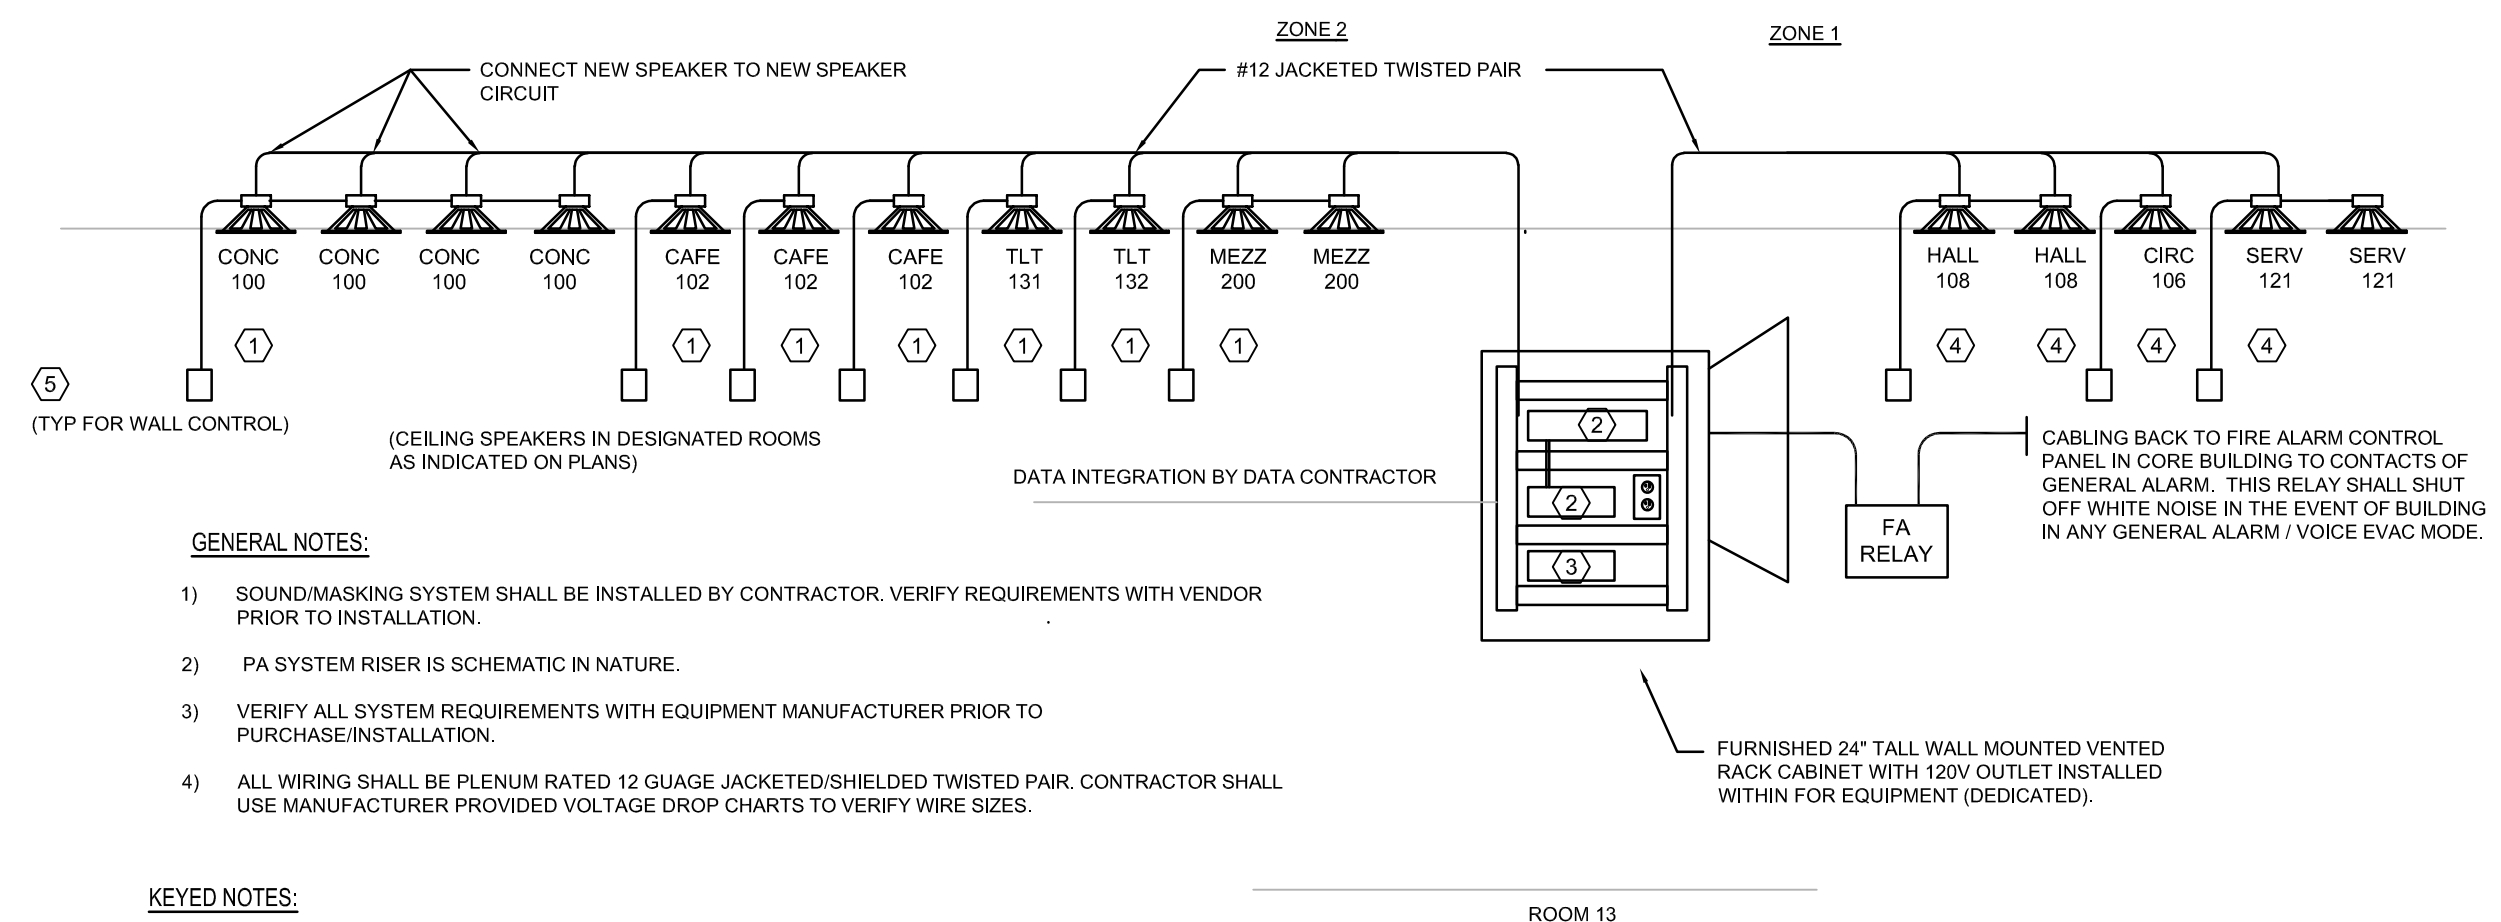 ZONE 2
ZONE 1
CONNECT NEW SPEAKER TO NEW SPEAKER
CIRCUIT
#12 JACKETED TWISTED PAIR
CONC
100
CONC
100
CONC
100
CONC
100
CAFE
102
CAFE
102
CAFE
102
TLT
131
TLT
132
MEZZ
200
MEZZ
200
HALL
108
HALL
108
CIRC
106
SERV
121
SERV
121
1
1
1
1
1
1
1
4
4
4
4
5
(TYP FOR WALL CONTROL)
(CEILING SPEAKERS IN DESIGNATED ROOMS
AS INDICATED ON PLANS)
DATA INTEGRATION BY DATA CONTRACTOR
2
2
3
FA
RELAY
CABLING BACK TO FIRE ALARM CONTROL
PANEL IN CORE BUILDING TO CONTACTS OF
GENERAL ALARM. THIS RELAY SHALL SHUT
OFF WHITE NOISE IN THE EVENT OF BUILDING
IN ANY GENERAL ALARM / VOICE EVAC MODE.
GENERAL NOTES:
1) SOUND/MASKING SYSTEM SHALL BE INSTALLED BY CONTRACTOR. VERIFY REQUIREMENTS WITH VENDOR
PRIOR TO INSTALLATION.
2) PA SYSTEM RISER IS SCHEMATIC IN NATURE.
3) VERIFY ALL SYSTEM REQUIREMENTS WITH EQUIPMENT MANUFACTURER PRIOR TO
PURCHASE/INSTALLATION.
4) ALL WIRING SHALL BE PLENUM RATED 12 GUAGE JACKETED/SHIELDED TWISTED PAIR. CONTRACTOR SHALL
USE MANUFACTURER PROVIDED VOLTAGE DROP CHARTS TO VERIFY WIRE SIZES.
FURNISHED 24" TALL WALL MOUNTED VENTED
RACK CABINET WITH 120V OUTLET INSTALLED
WITHIN FOR EQUIPMENT (DEDICATED).
KEYED NOTES:
ROOM 13